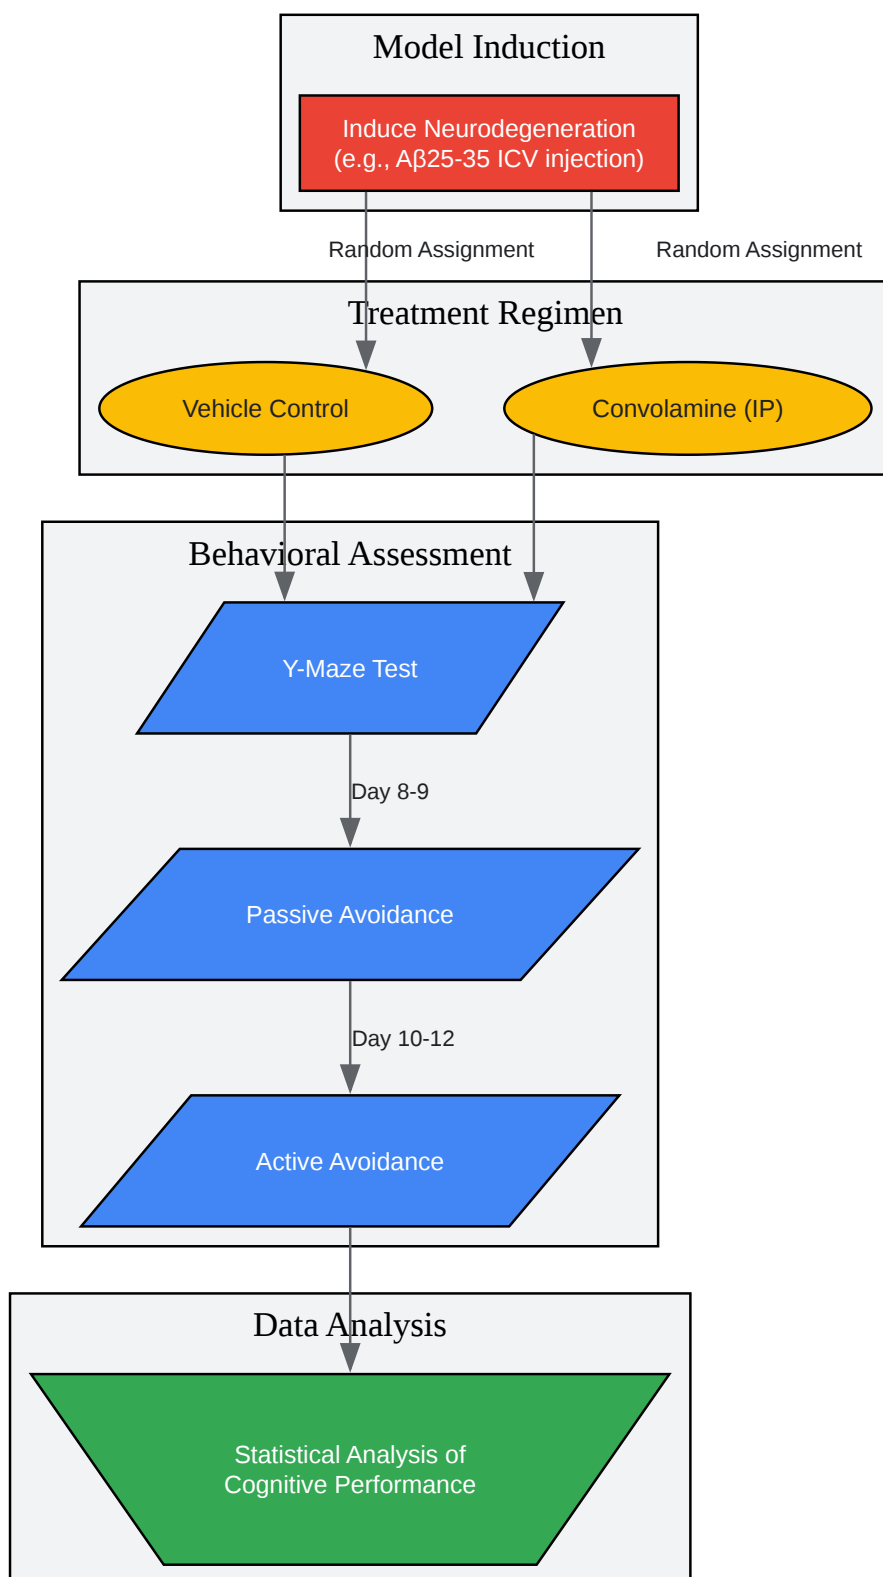 Model Induction
Induce Neurodegeneration
(e.g., Aβ25-35 ICV injection)
Random Assignment
Random Assignment
Treatment Regimen
Vehicle Control
Convolamine (IP)
Behavioral Assessment
Y-Maze Test
Day 8-9
Passive Avoidance
Day 10-12
Active Avoidance
Data Analysis
Statistical Analysis of
Cognitive Performance